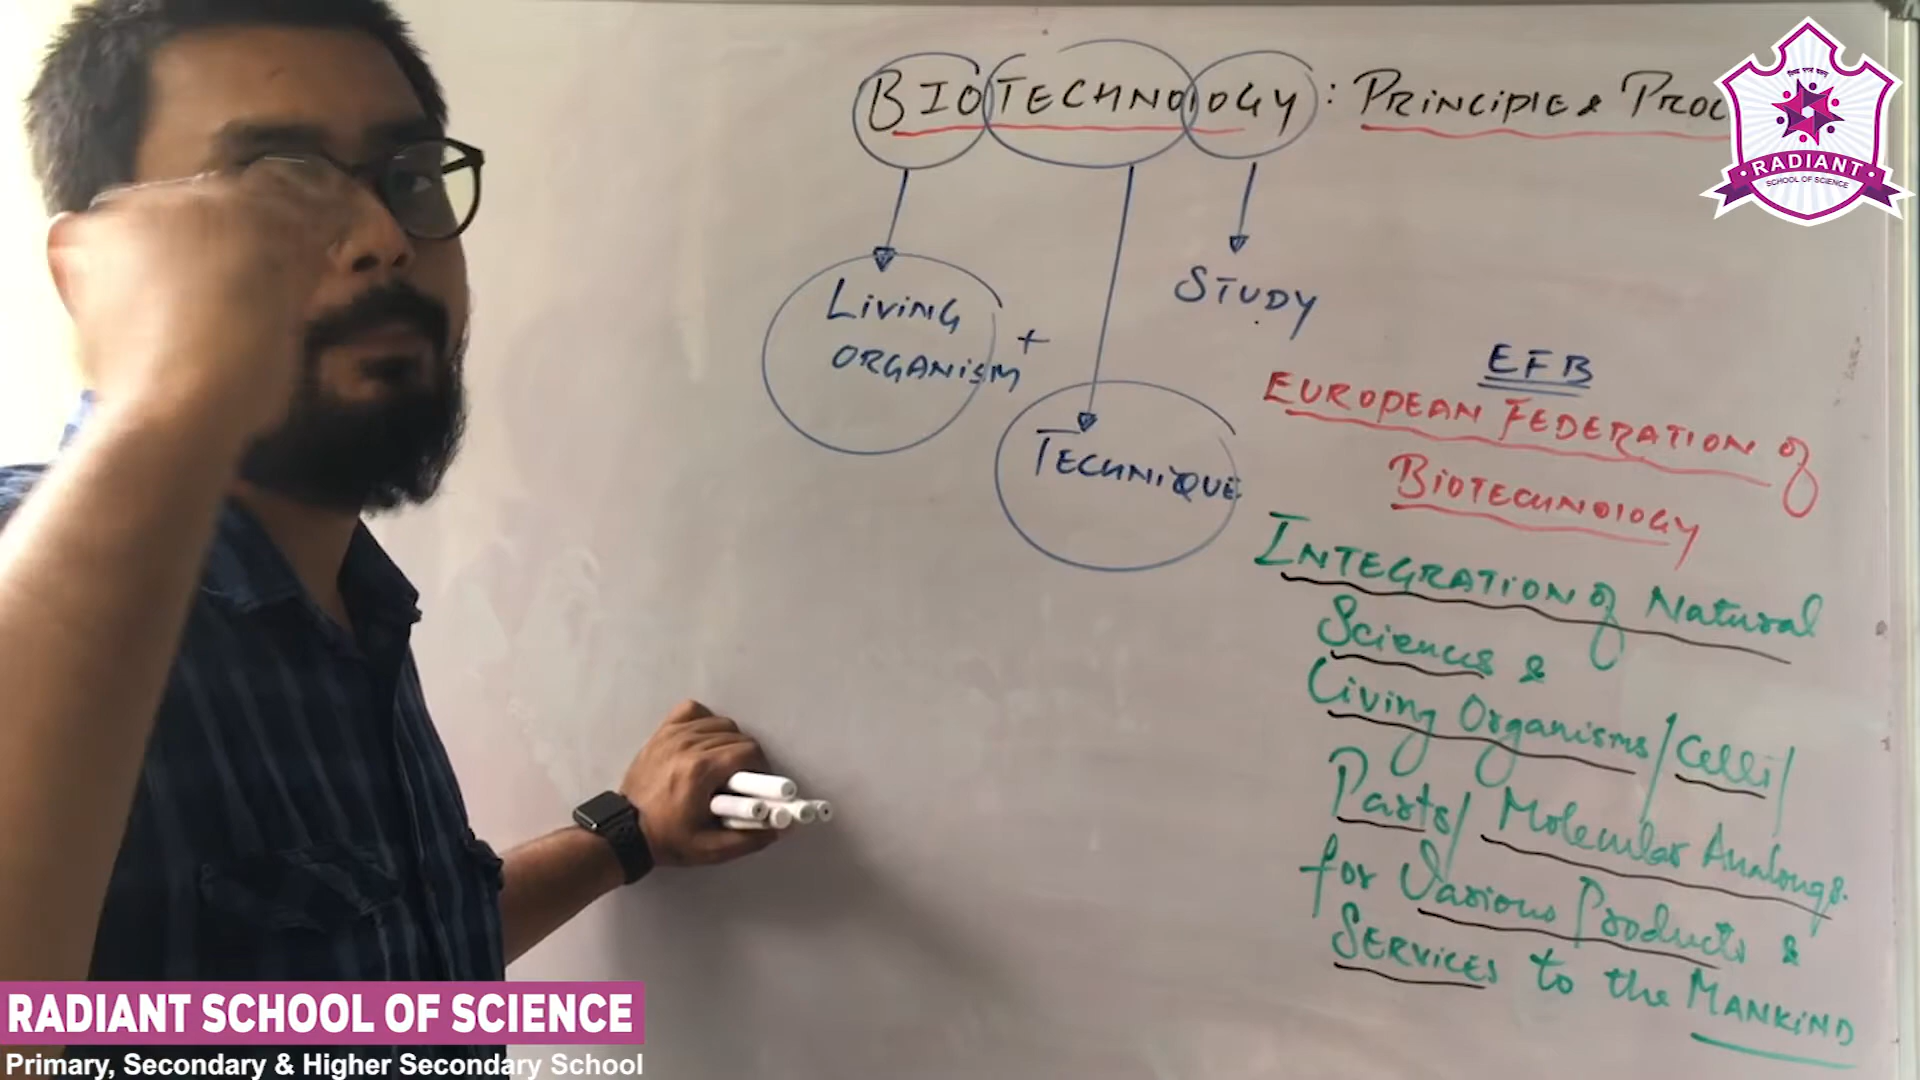 BIOTECHNOLOGY : PRINCIPLE & PROC
LIVING
ORGANISM
+
TECHNIQUE
STUDY
EFB
EUROPEAN FEDERATION of
BIOTECHNOLOGY
INTEGRATION of Natural
Sciences &
Living Organisms/Cells/
Parts/ Molecular Analougs.
for Various Products &
SERVICES to the MANKIND
RADIANT
SCHOOL OF SCIENCE
RADIANT SCHOOL OF SCIENCE
Primary, Secondary & Higher Secondary School